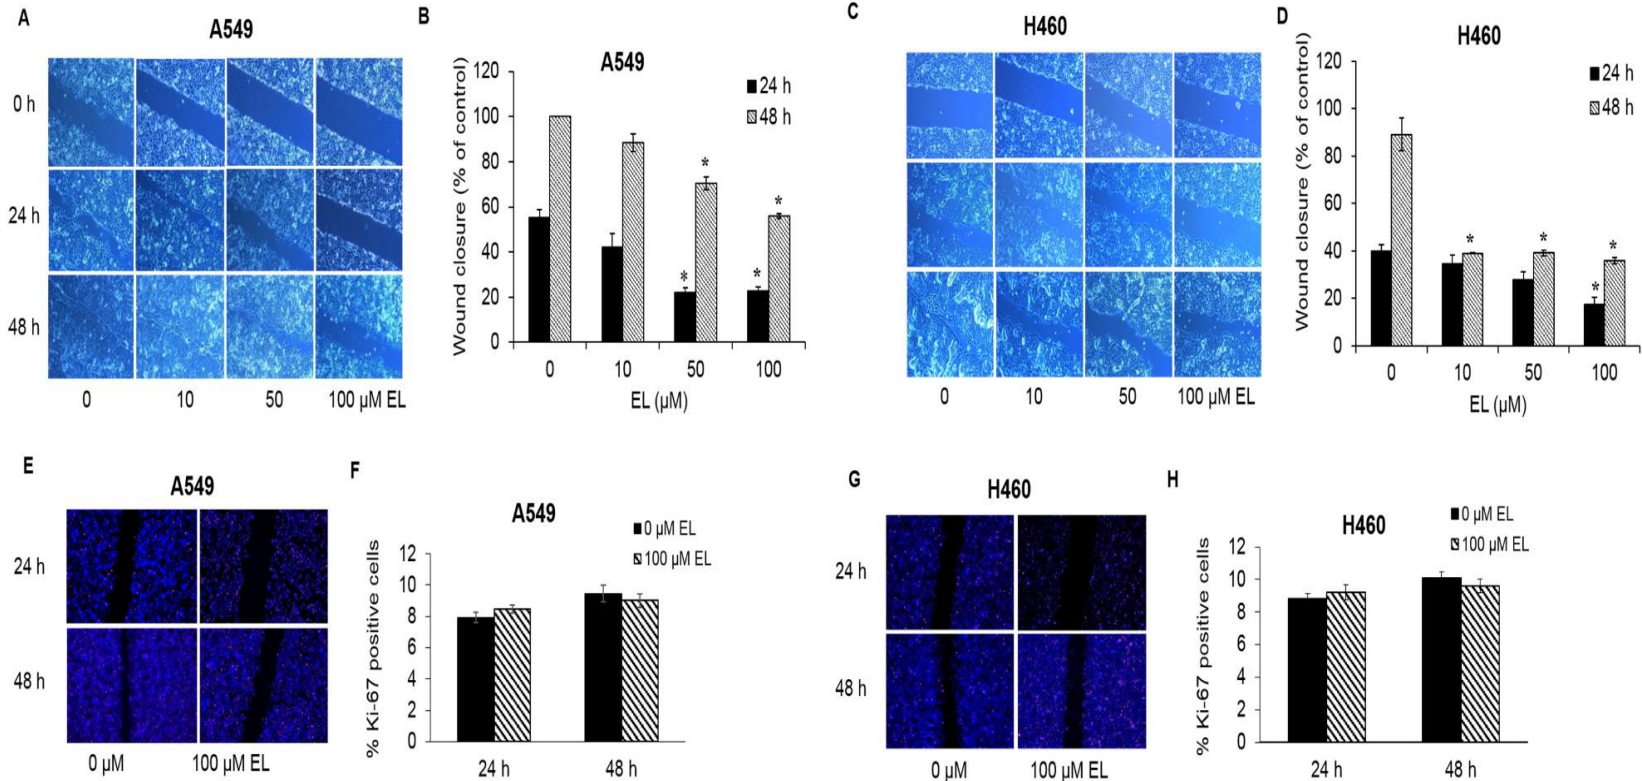 A
A549
0 h
24 h
48 h
0 10 50 100 µM EL
B
A549
24 h
48 h
Wound closure (% of control)
120
100
80
60
40
20
0
* * * *
0 10 50 100
EL (µM)
C
H460
0 10 50 100 µM EL
D
H460
24 h
48 h
Wound closure (% of control)
120
100
80
60
40
20
0
* * * *
0 10 50 100
EL (µM)
E
A549
24 h
48 h
0 µM 100 µM EL
F
A549
0 µM EL
100 µM EL
% Ki-67 positive cells
12
10
8
6
4
2
0
24 h 48 h
G
H460
24 h
48 h
0 µM 100 µM EL
H
H460
0 µM EL
100 µM EL
% Ki-67 positive cells
12
10
8
6
4
2
0
24 h 48 h